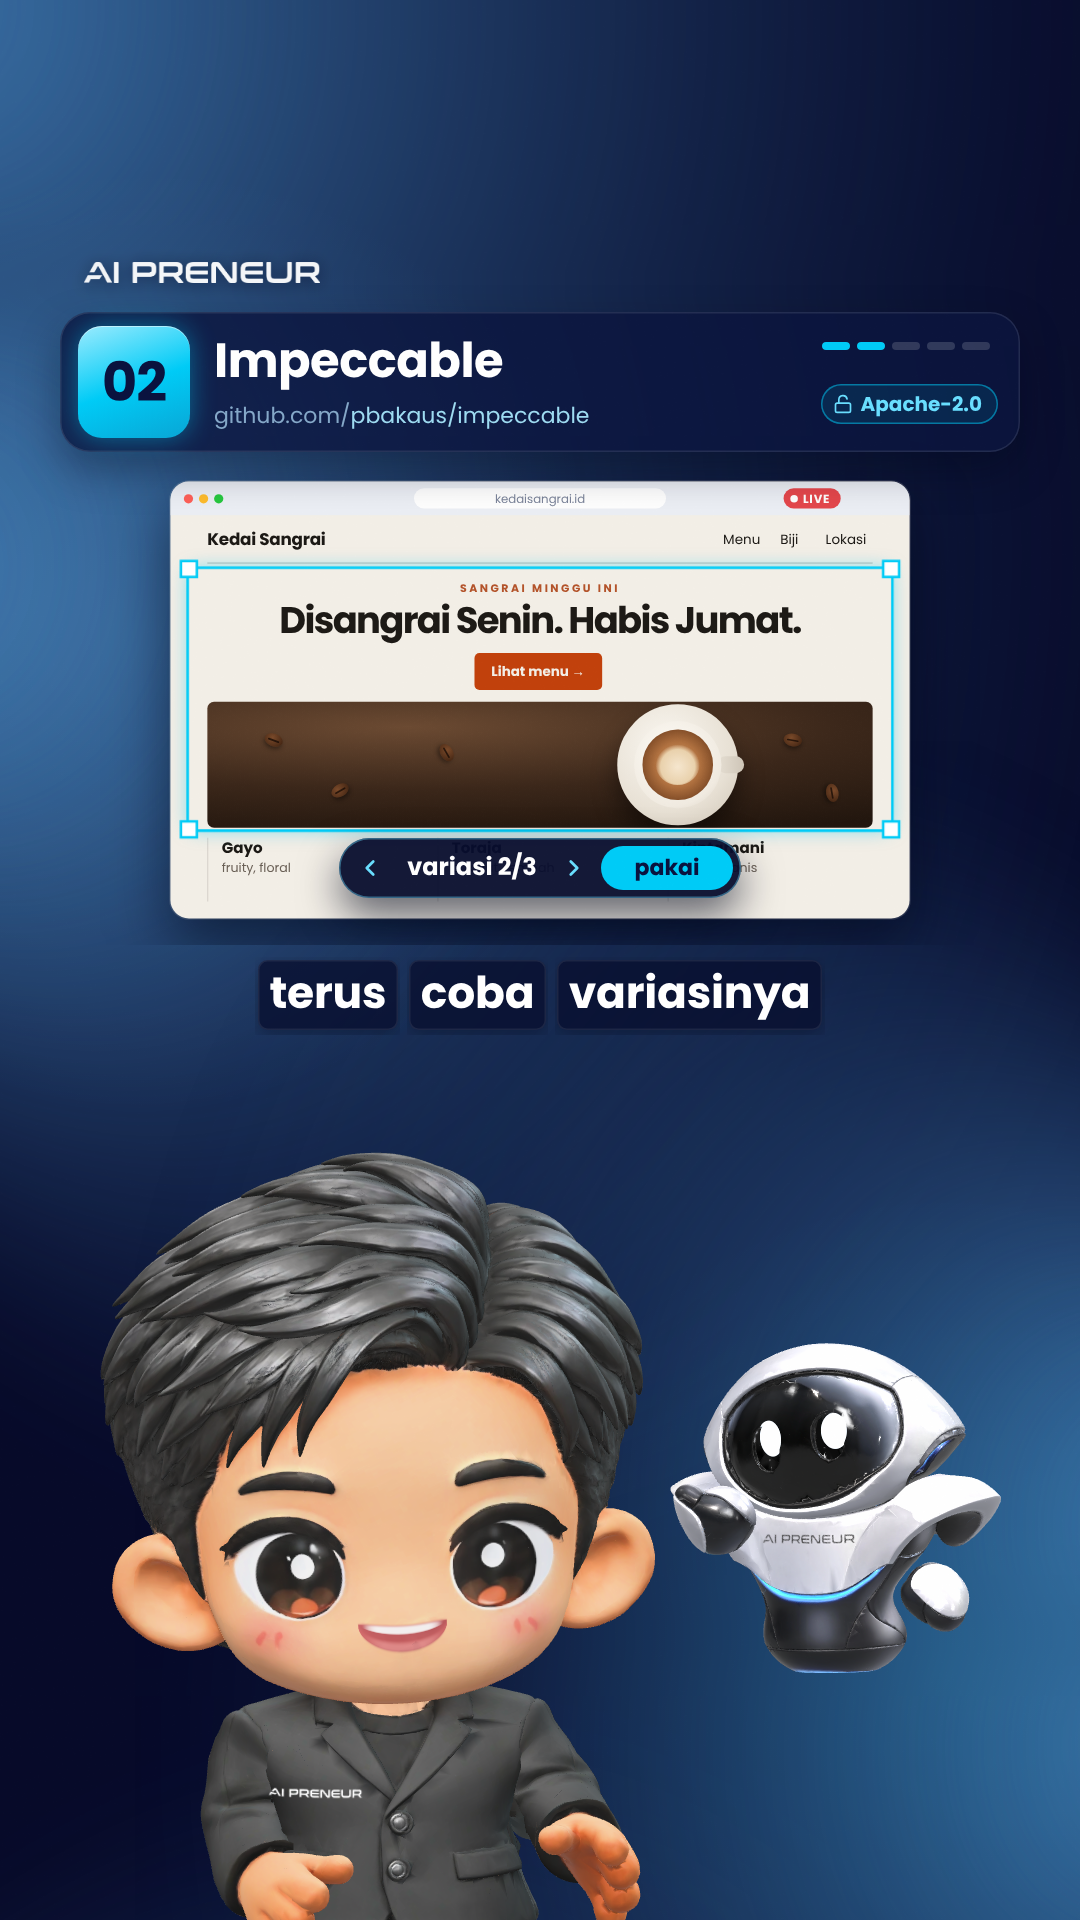 AI PRENEUR
02
Impeccable
github.com/pbakaus/impeccable
Apache-2.0
kedaisangrai.id
LIVE
Kedai Sangrai
Menu Biji Lokasi
SANGRAI MINGGU INI
Disangrai Senin. Habis Jumat.
Lihat menu →
Gayo Toraja
fruity, floral
variasi 2/3
pakai
terus coba variasinya
AI PRENEUR
AI PRENEUR